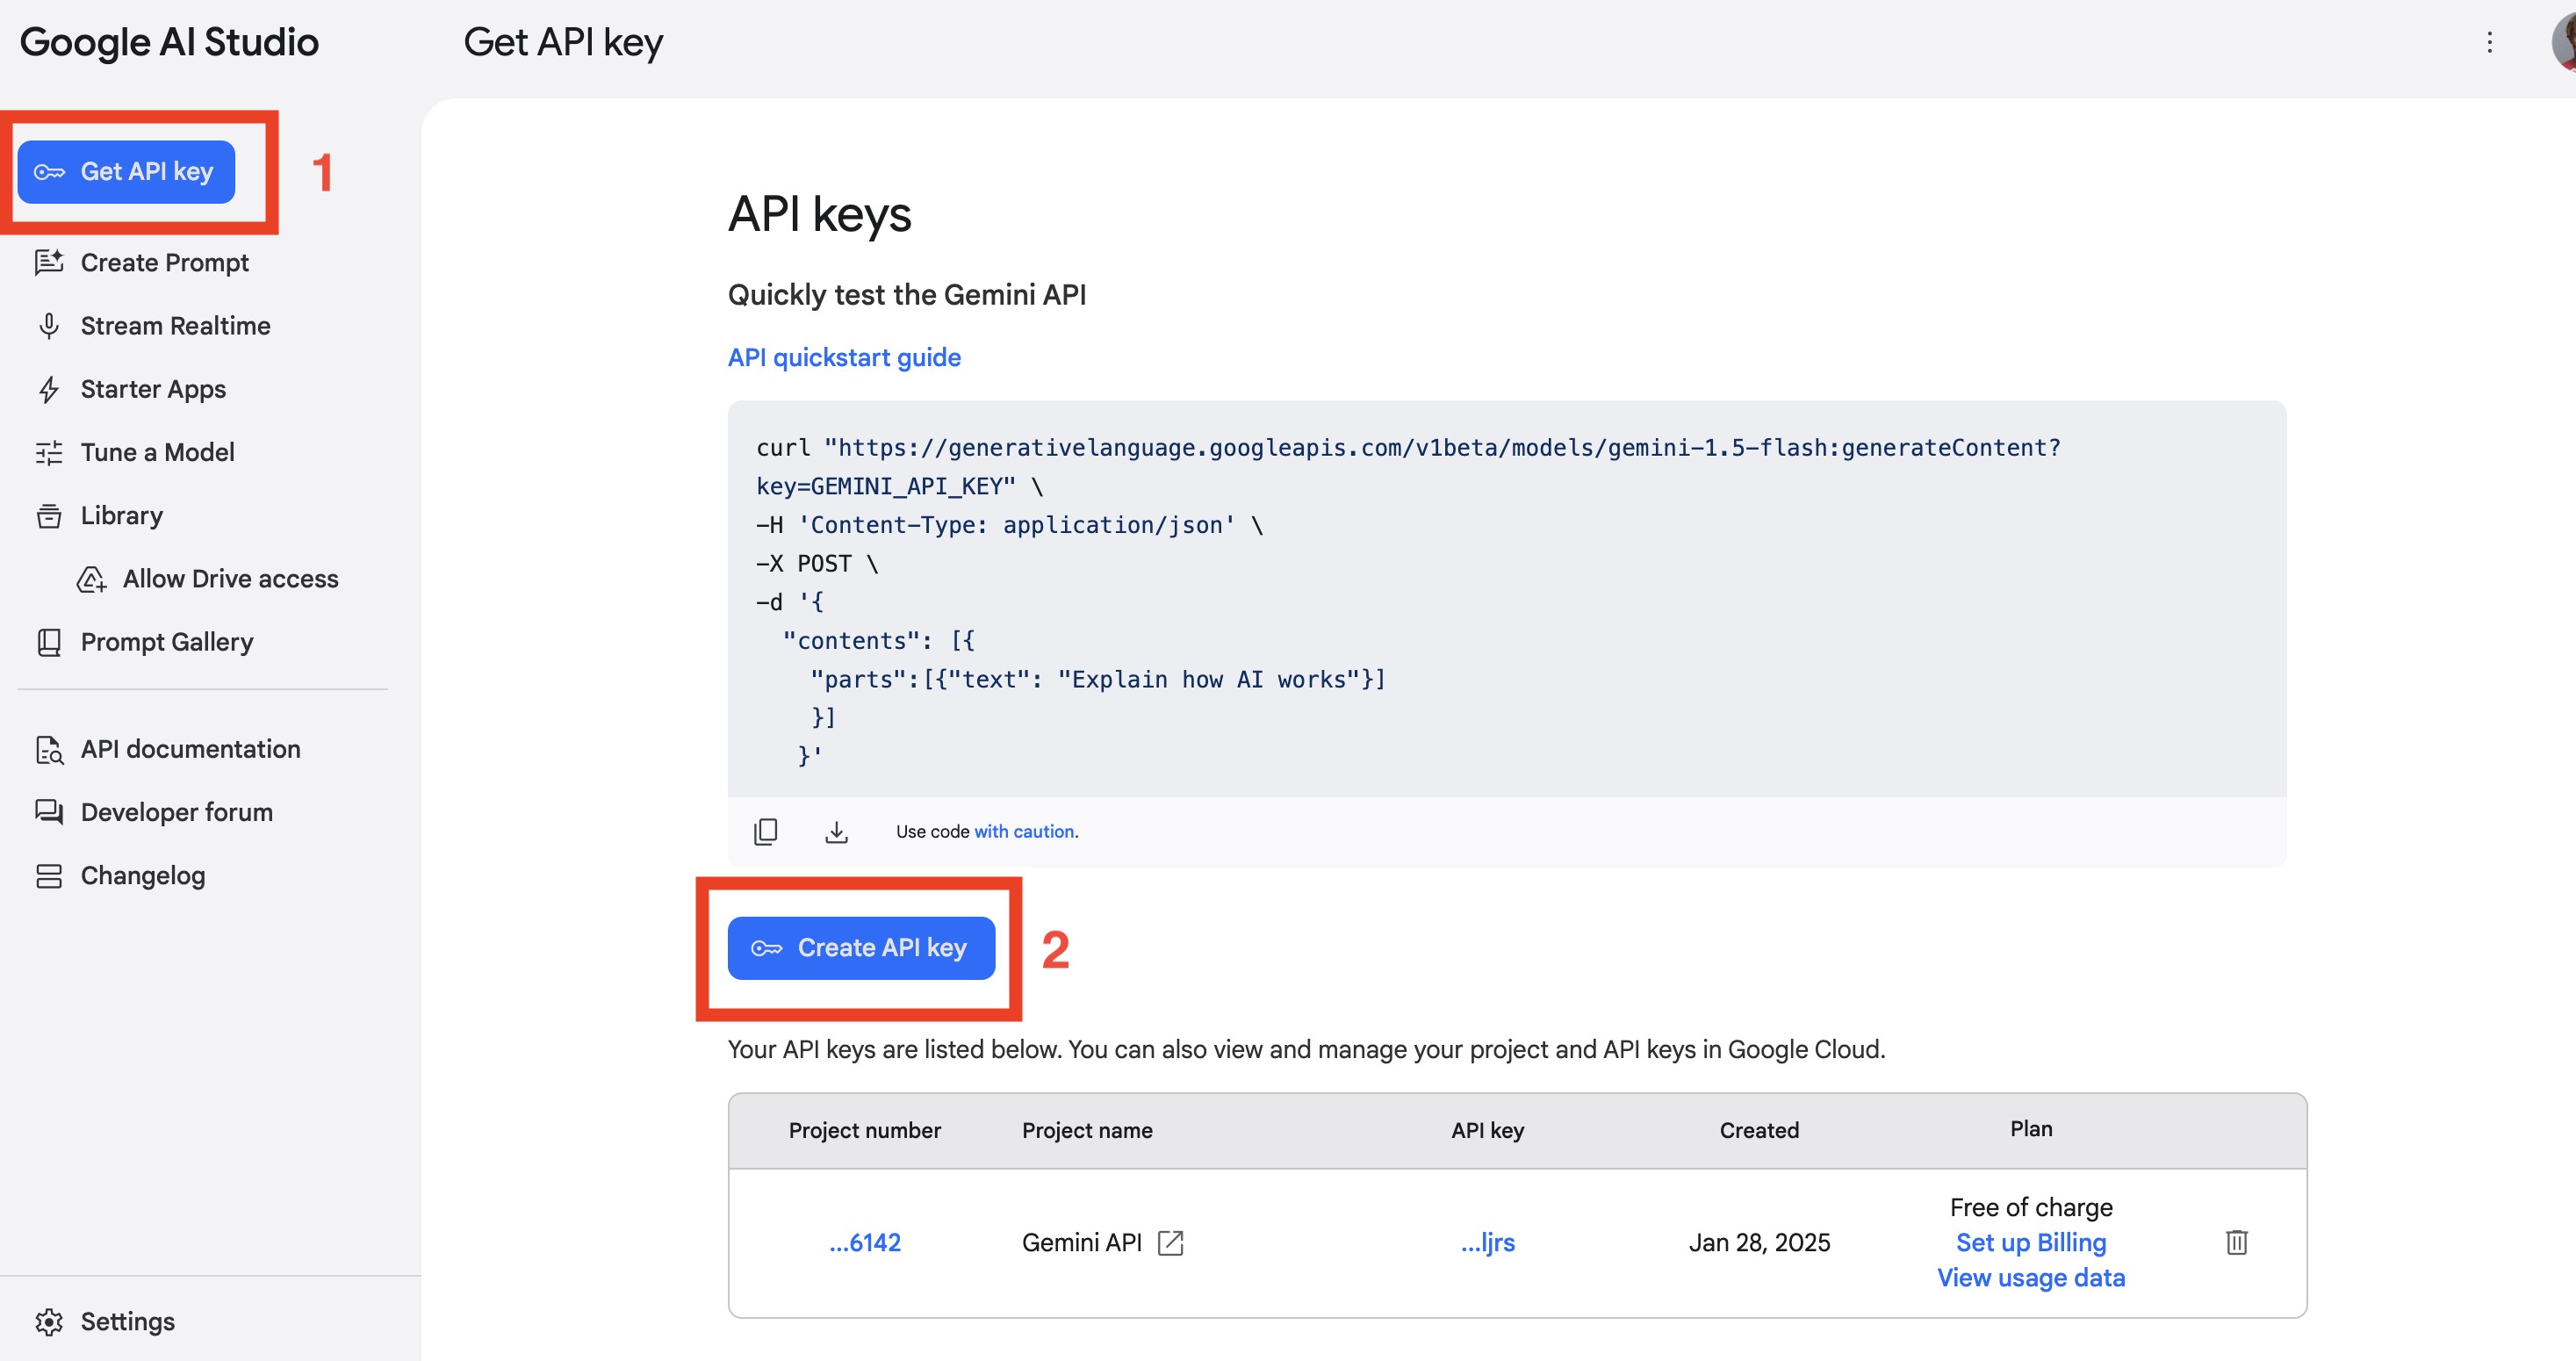 Google AI Studio
Get API key
Get API key
1
Create Prompt
Stream Realtime
Starter Apps
Tune a Model
Library
Allow Drive access
Prompt Gallery
API documentation
Developer forum
Changelog
Settings
API keys
Quickly test the Gemini API
API quickstart guide
curl "https://generativelanguage.googleapis.com/v1beta/models/gemini-1.5-flash:generateContent?
key=GEMINI_API_KEY" \
-H 'Content-Type: application/json' \
-X POST \
-d '{
  "contents": [{
    "parts":[{"text": "Explain how AI works"}]
    }]
   }'
Use code with caution.
Create API key
2
Your API keys are listed below. You can also view and manage your project and API keys in Google Cloud.
Project number Project name API key Created Plan
...6142 Gemini API ...ljrs Jan 28, 2025 Free of charge
Set up Billing
View usage data